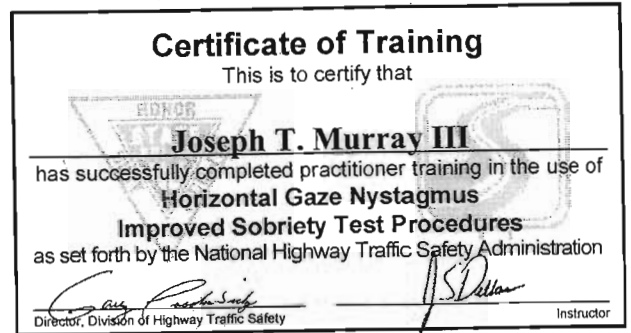 Certificate of Training
This is to certify that
HONOR
Joseph T. Murray III
has successfully completed practitioner training in the use of
Horizontal Gaze Nystagmus
Improved Sobriety Test Procedures
as set forth by the National Highway Traffic Safety Administration
Director, Division of Highway Traffic Safety
Instructor